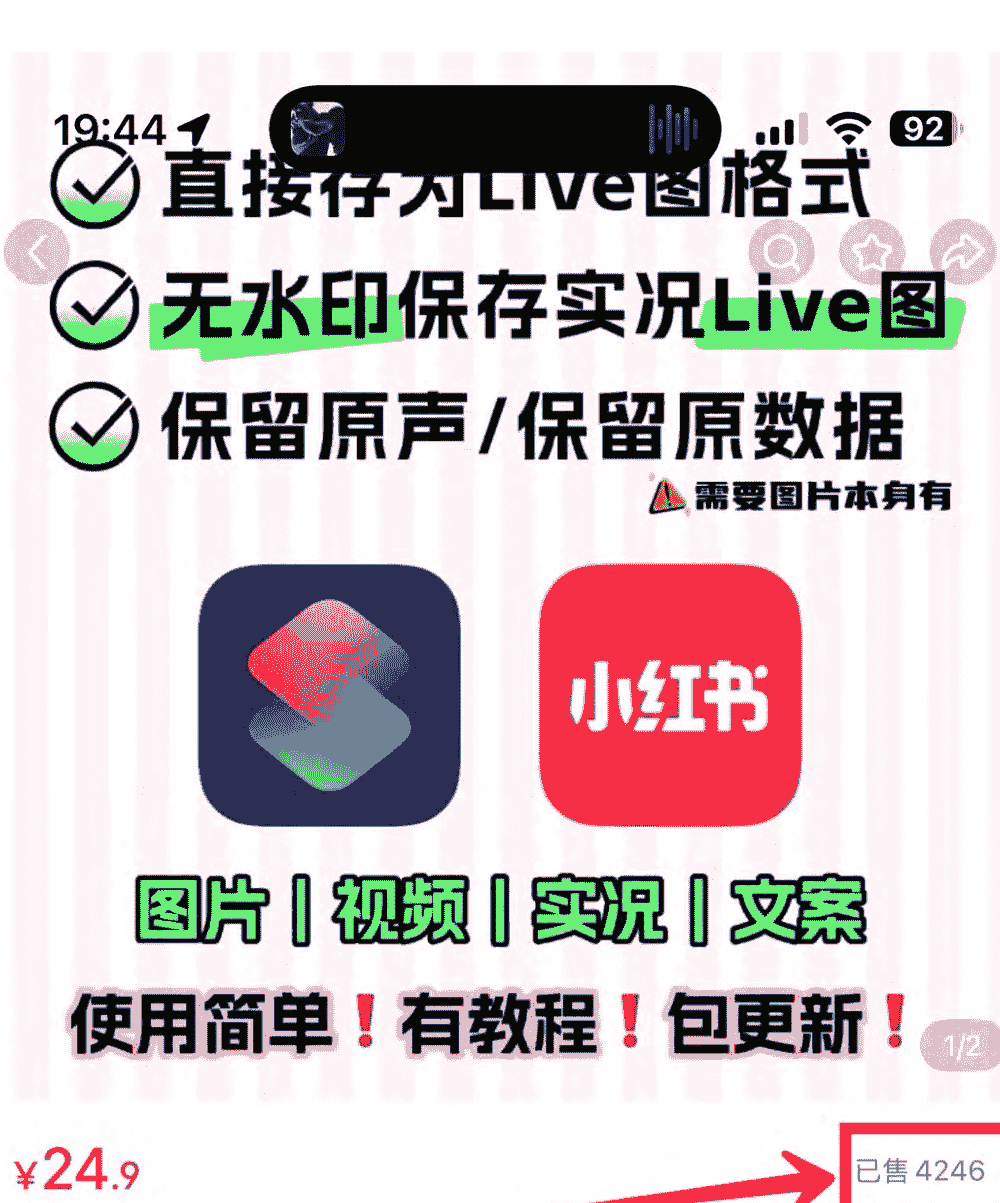 19:44
92
直接存为Live图格式
无水印保存实况Live图
保留原声/保留原数据
需要图片本身有
小红书
图片|视频|实况|文案
使用简单❗有教程❗包更新❗
1/2
¥24.9
已售 4246